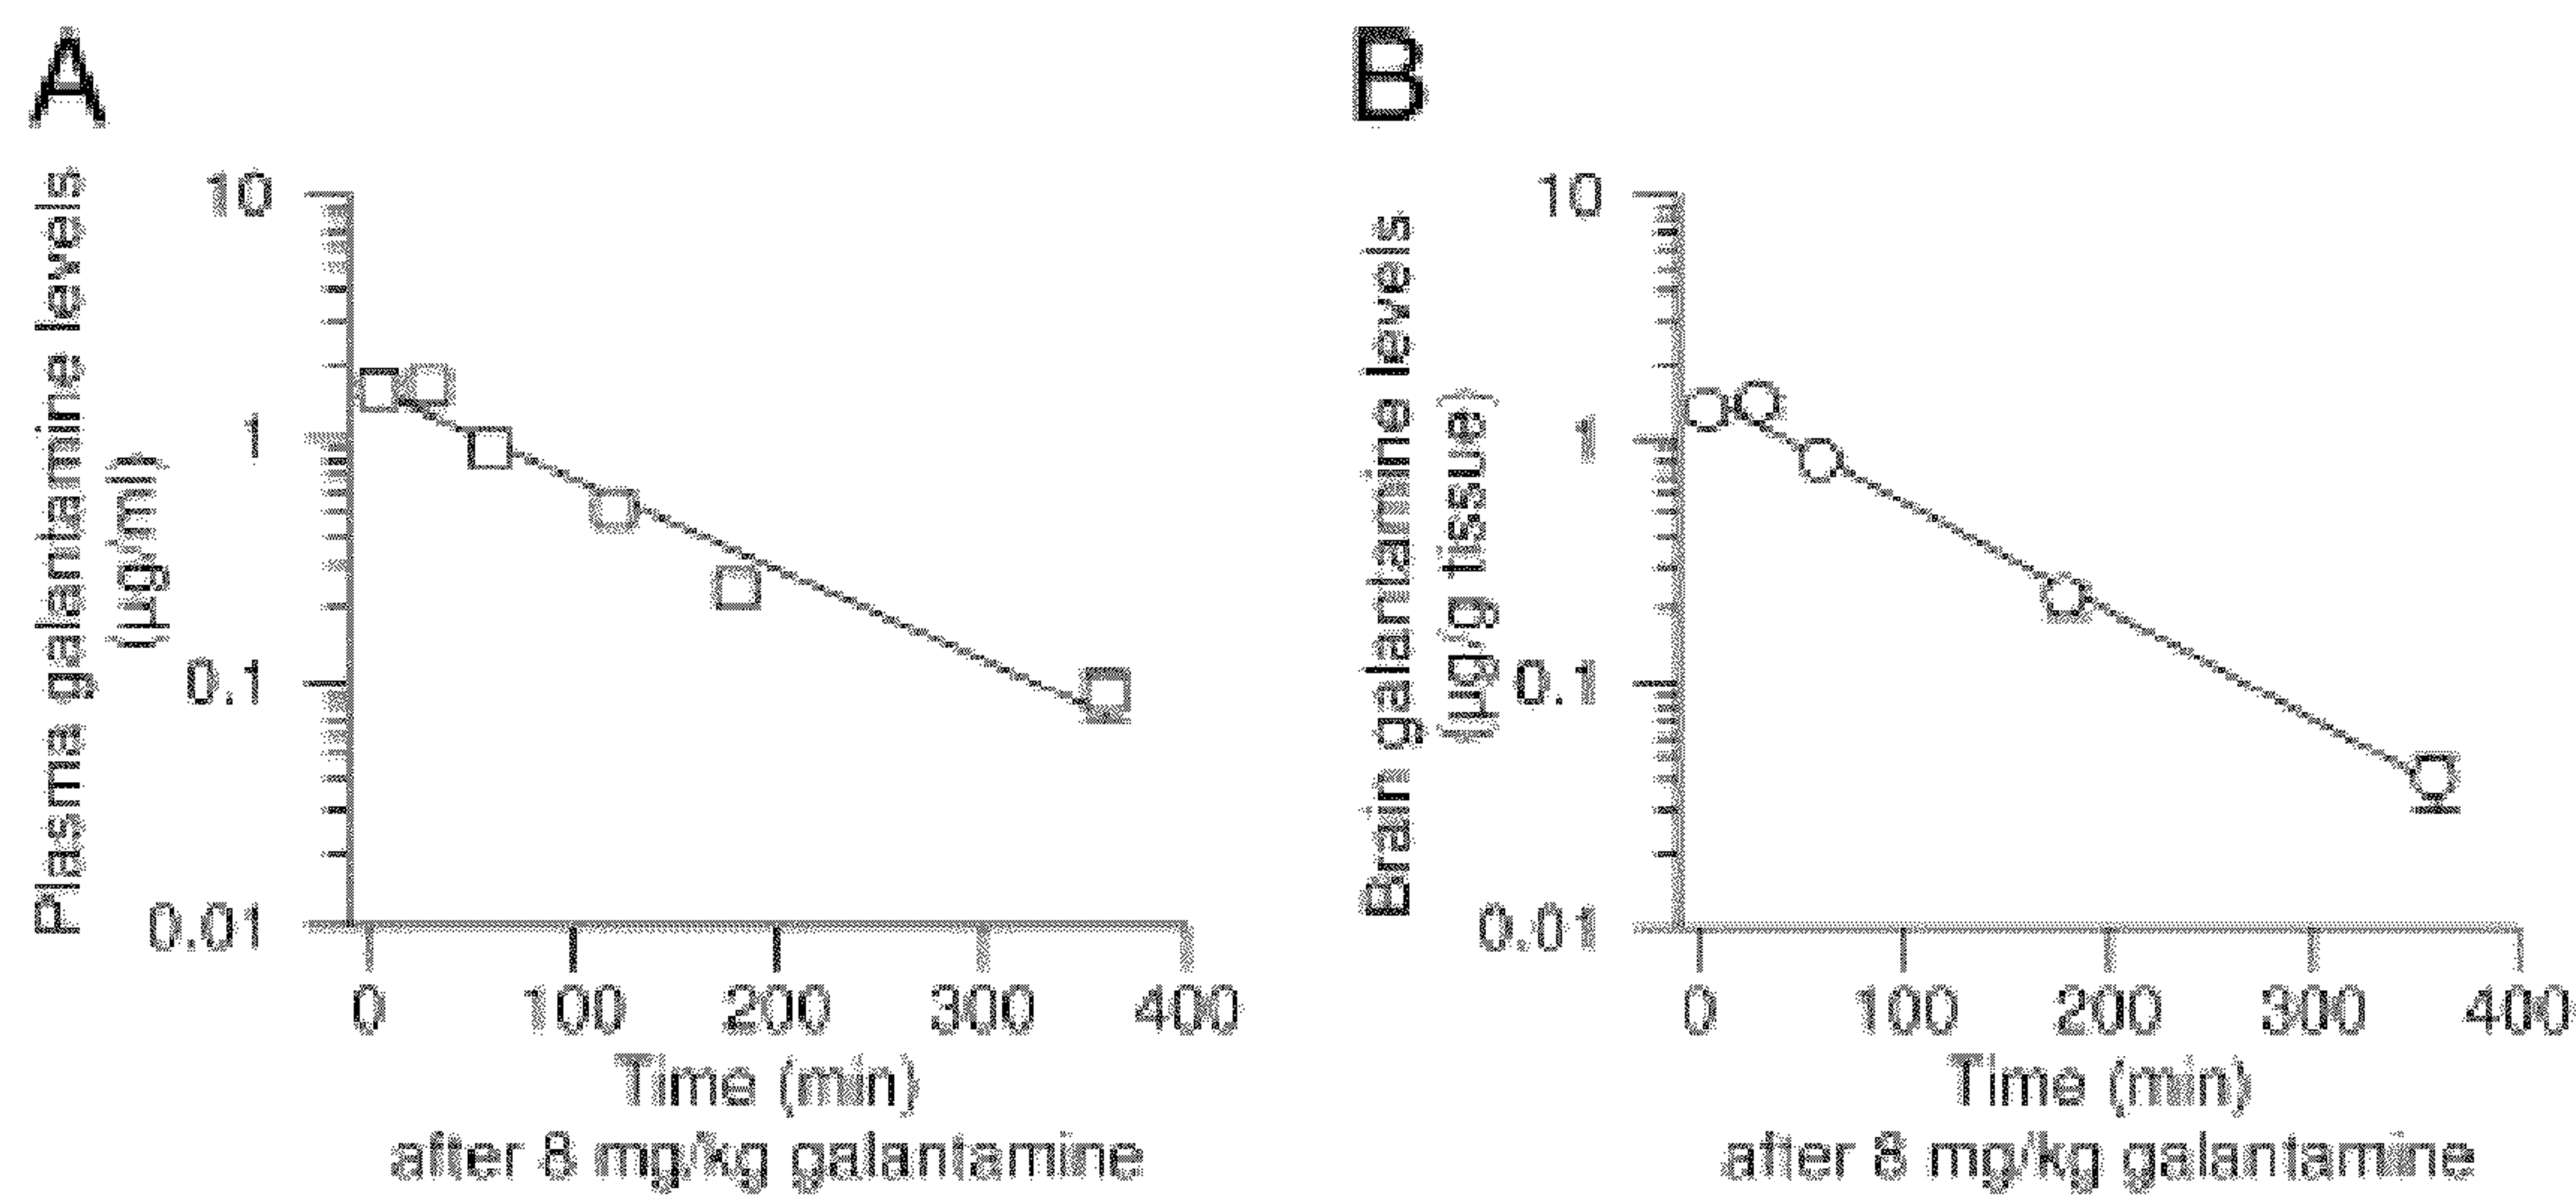 A
Plasma galantamine levels
(µg/ml)
10
1
0.1
0.01
0 100 200 300 400
Time (min)
after 8 mg/kg galantamine
B
Brain galantamine levels
(µg/g tissue)
10
1
0.1
0.01
0 100 200 300 400
Time (min)
after 8 mg/kg galantamine